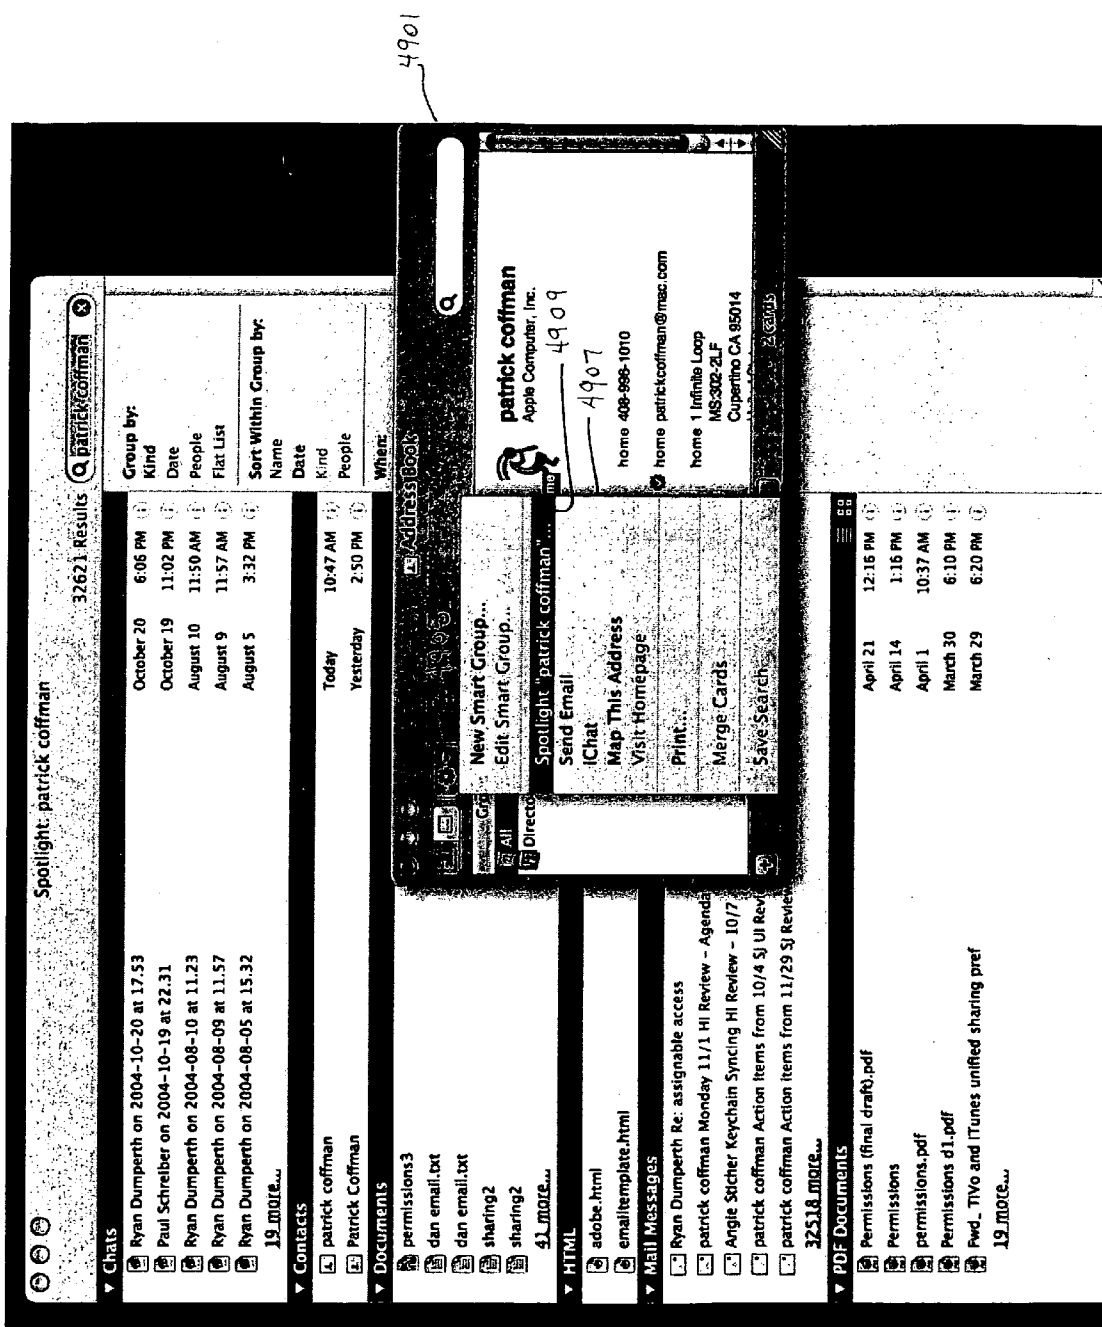 Spotlight: patrick coffman
32621 Results
patrick coffman
Chats
Ryan Dumperth on 2004-10-20 at 17.53 October 20 6:06 PM
Paul Schreiber on 2004-10-19 at 22.31 October 19 11:02 PM
Ryan Dumperth on 2004-08-10 at 11.23 August 10 11:50 AM
Ryan Dumperth on 2004-08-09 at 11.57 August 9 11:57 AM
Ryan Dumperth on 2004-08-05 at 15.32 August 5 3:32 PM
19 more...
Contacts
patrick coffman Today 10:47 AM
Patrick Coffman Yesterday 2:50 PM
Documents
permissions3
dan email.txt
dan email.txt
sharing2
sharing2
41 more...
HTML
adobe.html
emailtemplate.html
Mail Messages
Ryan Dumperth Re: assignable access
patrick coffman Monday 11/1 HI Review - Agenda
Angie Sticher Keychain Syncing HI Review - 10/7
patrick coffman Action Items from 10/4 SJ UI Revi
patrick coffman Action items from 11/29 SJ Review
32518 more...
PDF Documents
Permissions (final draft).pdf April 21 12:16 PM
Permissions April 14 1:16 PM
permissions.pdf April 1 10:37 AM
Permissions d1.pdf March 30 6:10 PM
Fwd_ TiVo and iTunes unified sharing pref March 29 6:20 PM
19 more...
Group by:
Kind
Date
People
Flat List
Sort Within Group by:
Name
Date
Kind
People
When:
Address Book
4901
4905
Gro
All
Directo
New Smart Group...
Edit Smart Group...
Spotlight "patrick coffman"...
Send Email
iChat
Map This Address
Visit Homepage
Print...
Merge Cards
Save Search
me
patrick coffman
Apple Computer, Inc.
4909
4907
home 408-996-1010
home patrickcoffman@mac.com
home 1 Infinite Loop
MS:302-2LF
Cupertino CA 95014
2 cards